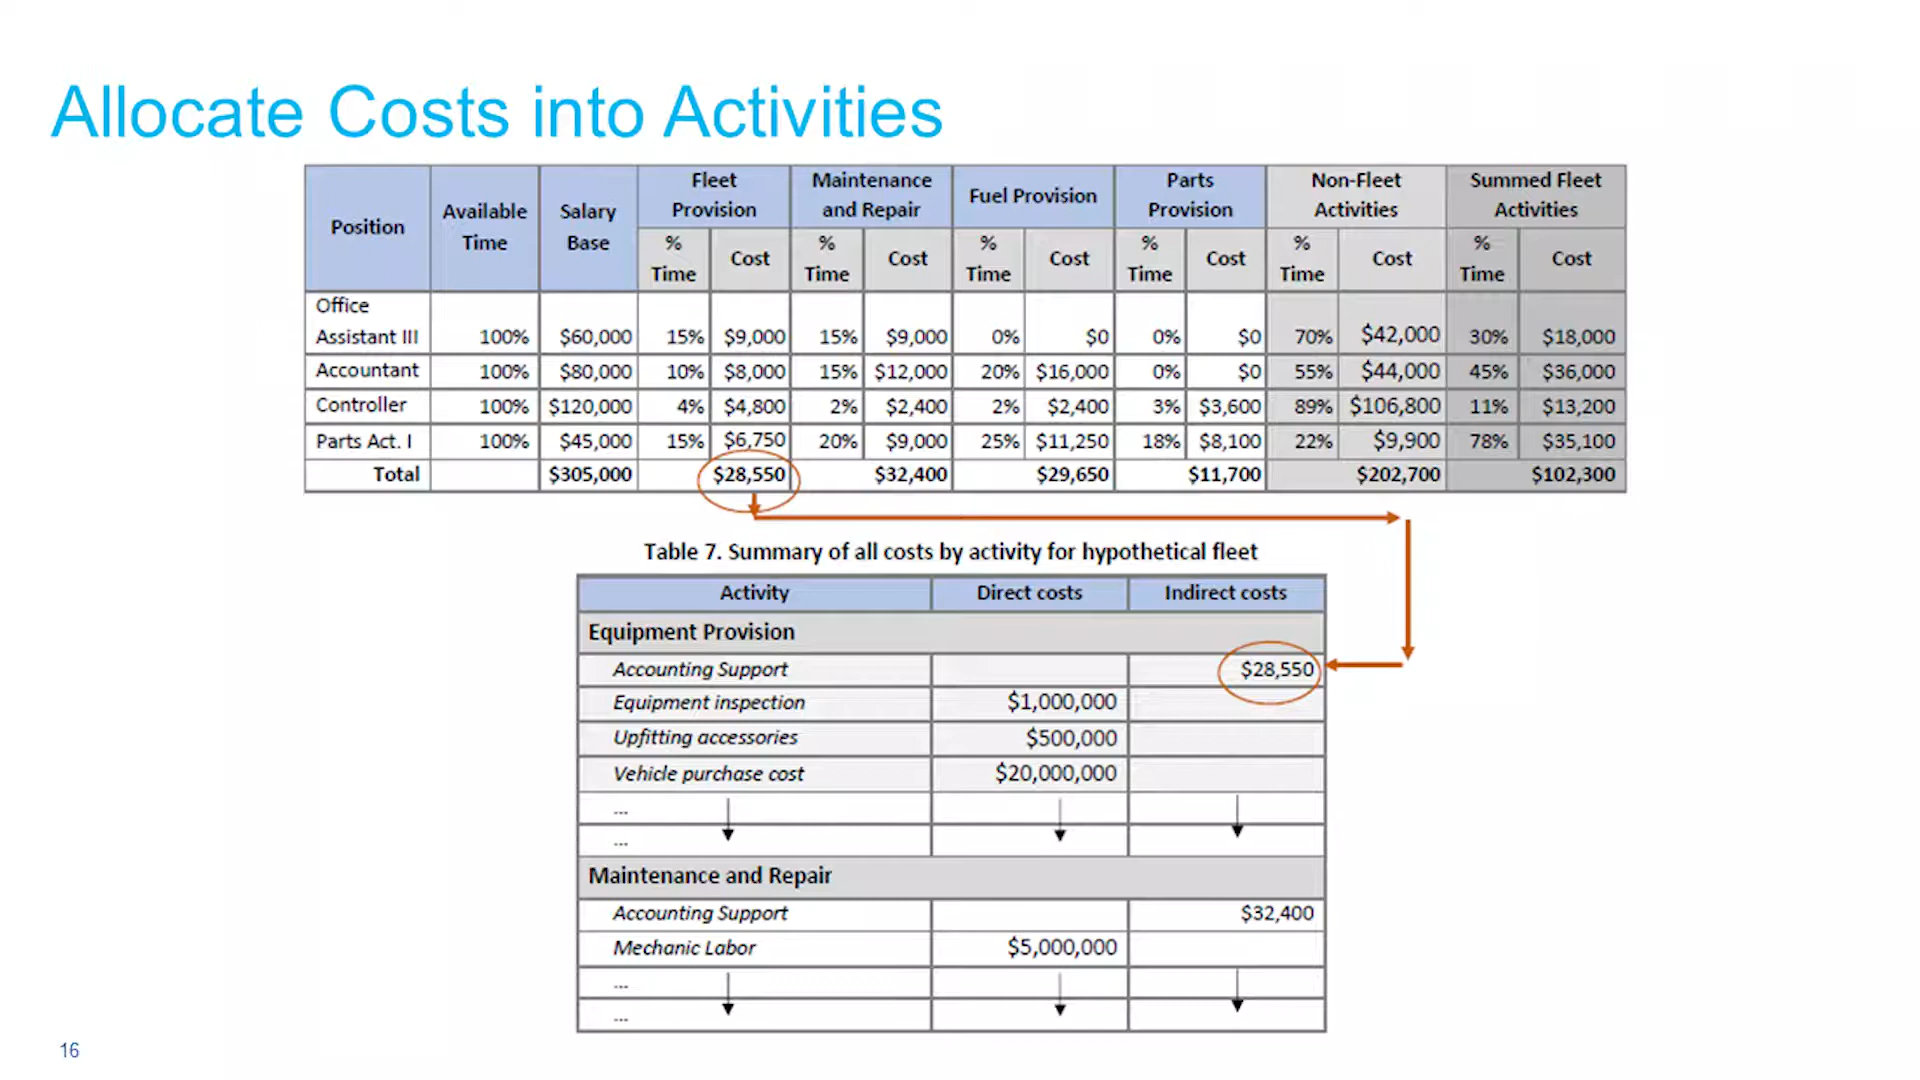 Allocate Costs into Activities
Position Available Time Salary Base Fleet Provision Maintenance and Repair Fuel Provision Parts Provision Non-Fleet Activities Summed Fleet Activities
% Time Cost % Time Cost % Time Cost % Time Cost % Time Cost % Time Cost
Office Assistant III 100% $60,000 15% $9,000 15% $9,000 0% $0 0% $0 70% $42,000 30% $18,000
Accountant 100% $80,000 10% $8,000 15% $12,000 20% $16,000 0% $0 55% $44,000 45% $36,000
Controller 100% $120,000 4% $4,800 2% $2,400 2% $2,400 3% $3,600 89% $106,800 11% $13,200
Parts Act. I 100% $45,000 15% $6,750 20% $9,000 25% $11,250 18% $8,100 22% $9,900 78% $35,100
Total $305,000 $28,550 $32,400 $29,650 $11,700 $202,700 $102,300
Table 7. Summary of all costs by activity for hypothetical fleet
Activity Direct costs Indirect costs
Equipment Provision
Accounting Support $28,550
Equipment inspection $1,000,000
Upfitting accessories $500,000
Vehicle purchase cost $20,000,000
...
...
Maintenance and Repair
Accounting Support $32,400
Mechanic Labor $5,000,000
...
...
16